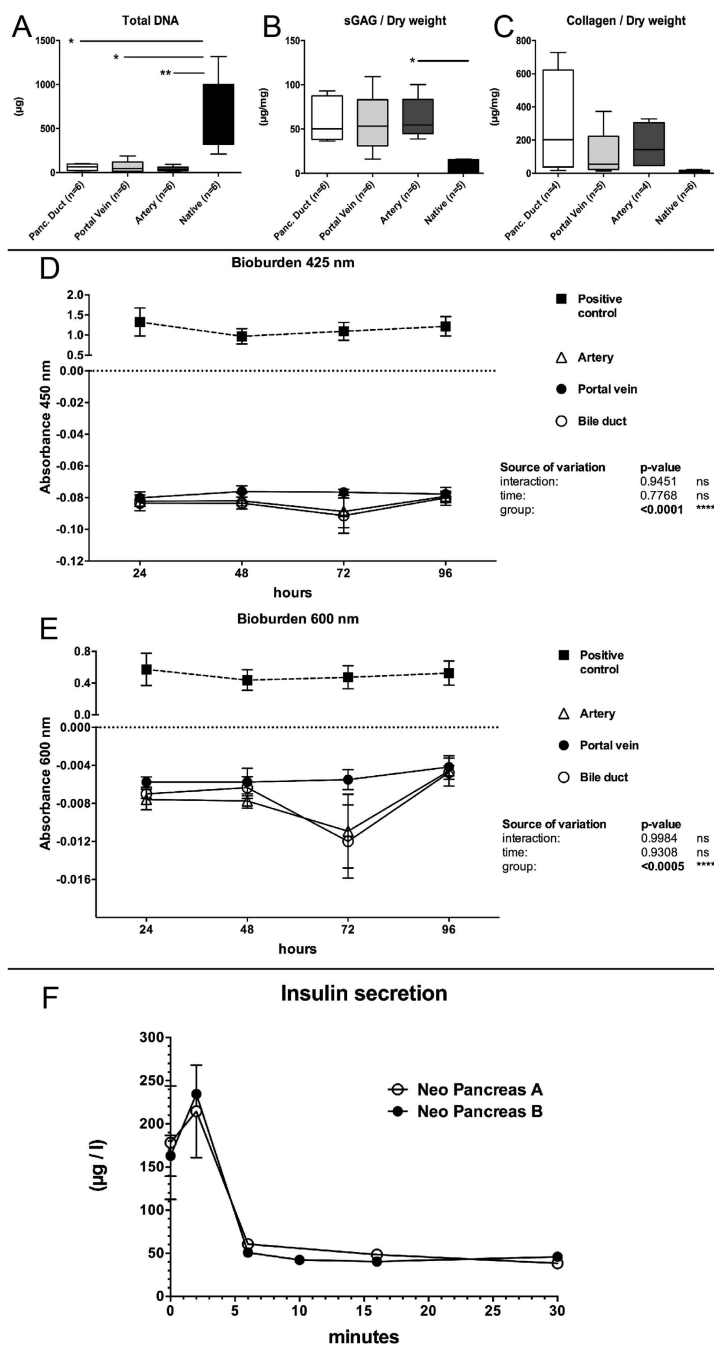 A
Total DNA
(µg)
1500
1000
500
0
*
*
**
Panc. Duct (n=6)
Portal Vein (n=6)
Artery (n=6)
Native (n=6)
B
sGAG / Dry weight
(µg/mg)
150
100
50
0
*
Panc. Duct (n=6)
Portal Vein (n=6)
Artery (n=6)
Native (n=5)
C
Collagen / Dry weight
(µg/mg)
800
600
400
200
0
Panc. Duct (n=4)
Portal Vein (n=5)
Artery (n=4)
Native (n=6)
D
Bioburden 425 nm
Absorbance 450 nm
2.0
1.5
1.0
0.5
0.00
-0.02
-0.04
-0.06
-0.08
-0.10
-0.12
24 48 72 96
hours
Positive
control
Artery
Portal vein
Bile duct
Source of variation p-value
interaction: 0.9451 ns
time: 0.7768 ns
group: <0.0001 ****
E
Bioburden 600 nm
Absorbance 600 nm
0.8
0.4
0.0
0.000
-0.004
-0.008
-0.012
-0.016
24 48 72 96
hours
Positive
control
Artery
Portal vein
Bile duct
Source of variation p-value
interaction: 0.9984 ns
time: 0.9308 ns
group: <0.0005 ****
F
Insulin secretion
(µg / l)
300
250
200
150
100
50
0
0 5 10 15 20 25 30
minutes
Neo Pancreas A
Neo Pancreas B